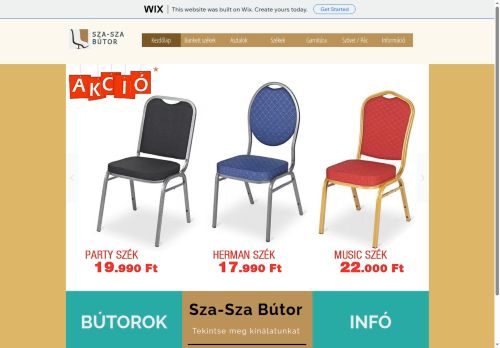 WIX This website was built on Wix. Create yours today. Get Started
SZA-SZA
BÚTOR
Kezdőlap Bankett székek Asztalok Székek Garnitúra Szövet / Pác Információ
AKCIÓ*
PARTY SZÉK HERMAN SZÉK MUSIC SZÉK
19.990 Ft 17.990 Ft 22.000 Ft
BÚTOROK Sza-Sza Bútor INFÓ
Tekintse meg kínálatunkat